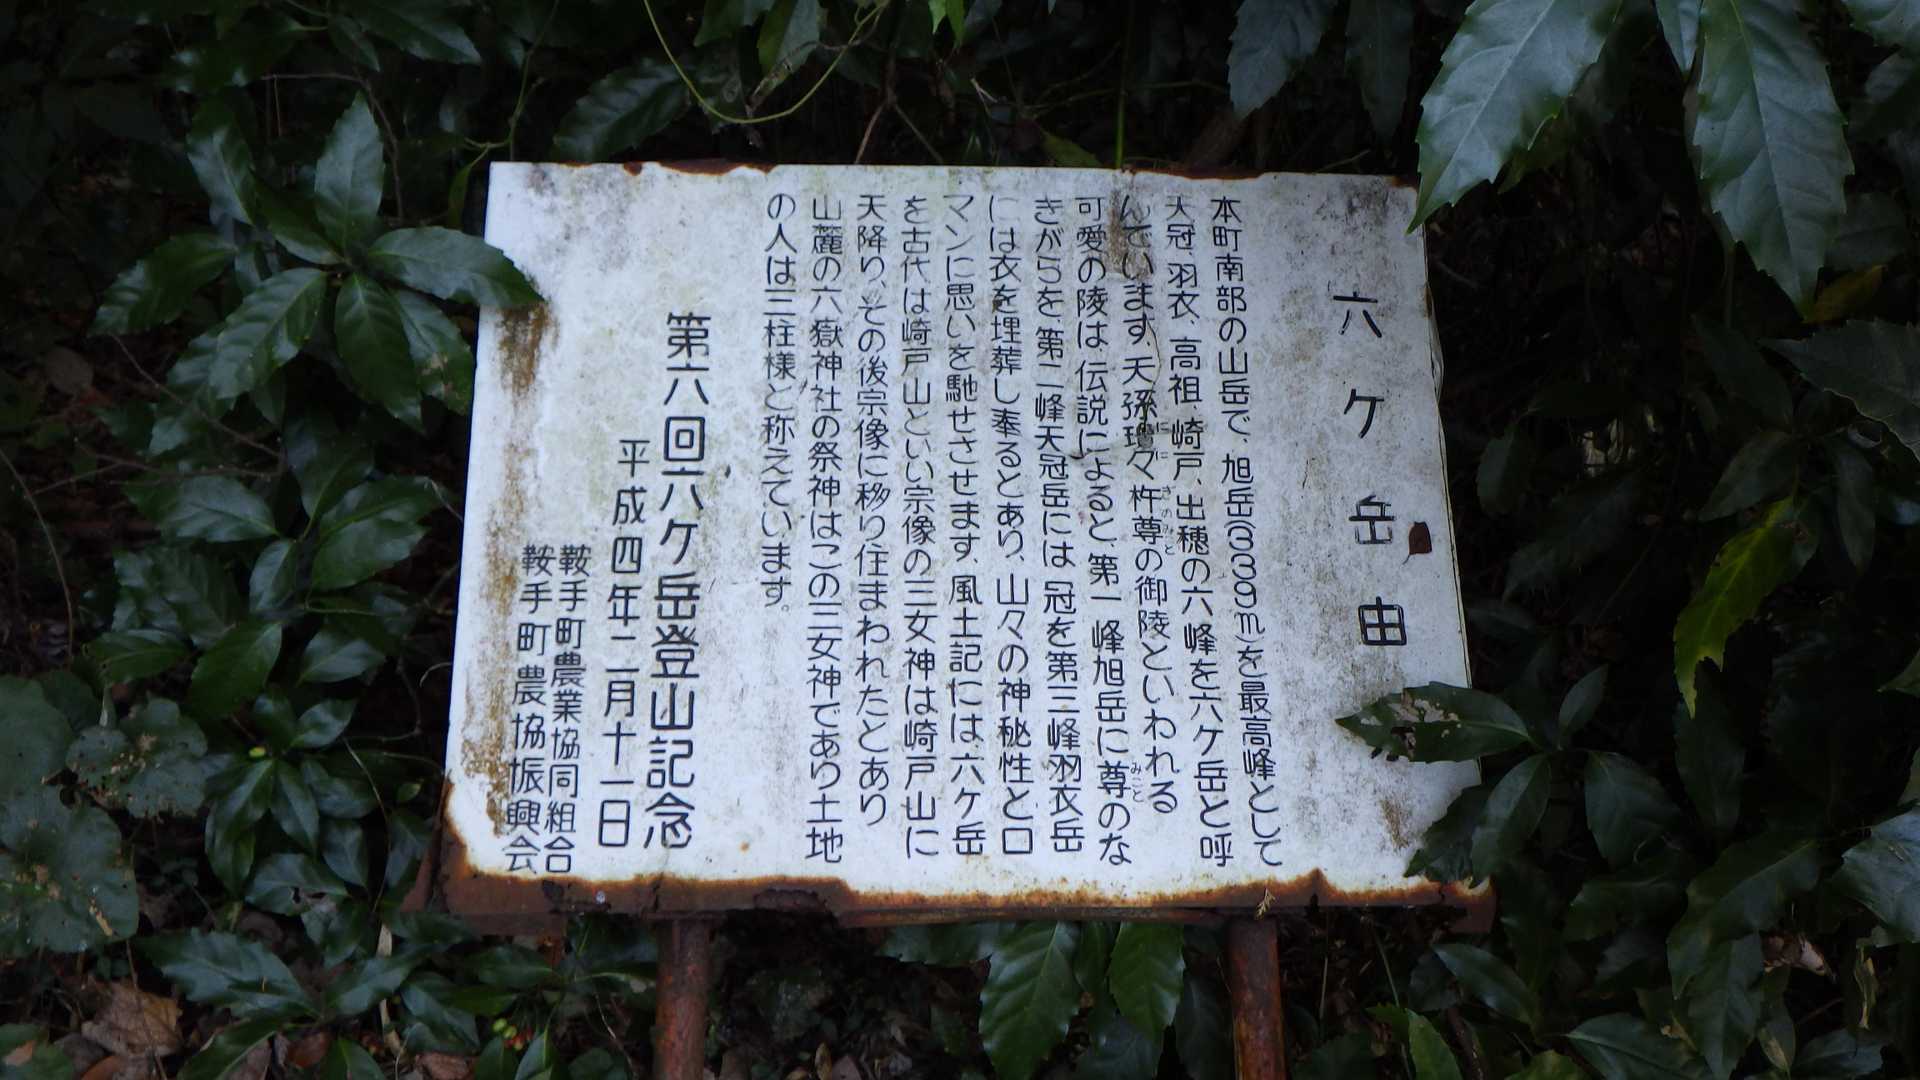 六ケ岳由
本町南部の山岳で、旭岳(339m)を最高峰として
天冠、羽衣、高祖、崎戸、出穂の六峰を六ケ岳と呼
んでいます。天孫瓊々杵尊の御陵といわれる
可愛の陵は、伝説によると、第一峰旭岳に尊のな
きがらを、第二峰天冠岳には、冠を第三峰羽衣岳
には衣を埋葬し奉るとあり、山々の神秘性とロ
マンに思いを馳せさせます。風土記には、六ケ岳
を古代は崎戸山といい宗像の三女神は崎戸山に
天降り、その後宗像に移り住まわれたとあり
山麓の六嶽神社の祭神はこの三女神であり土地
の人は三柱様と称えています。
第六回六ケ岳登山記念
平成四年二月十一日
鞍手町農業協同組合
鞍手町農協振興会